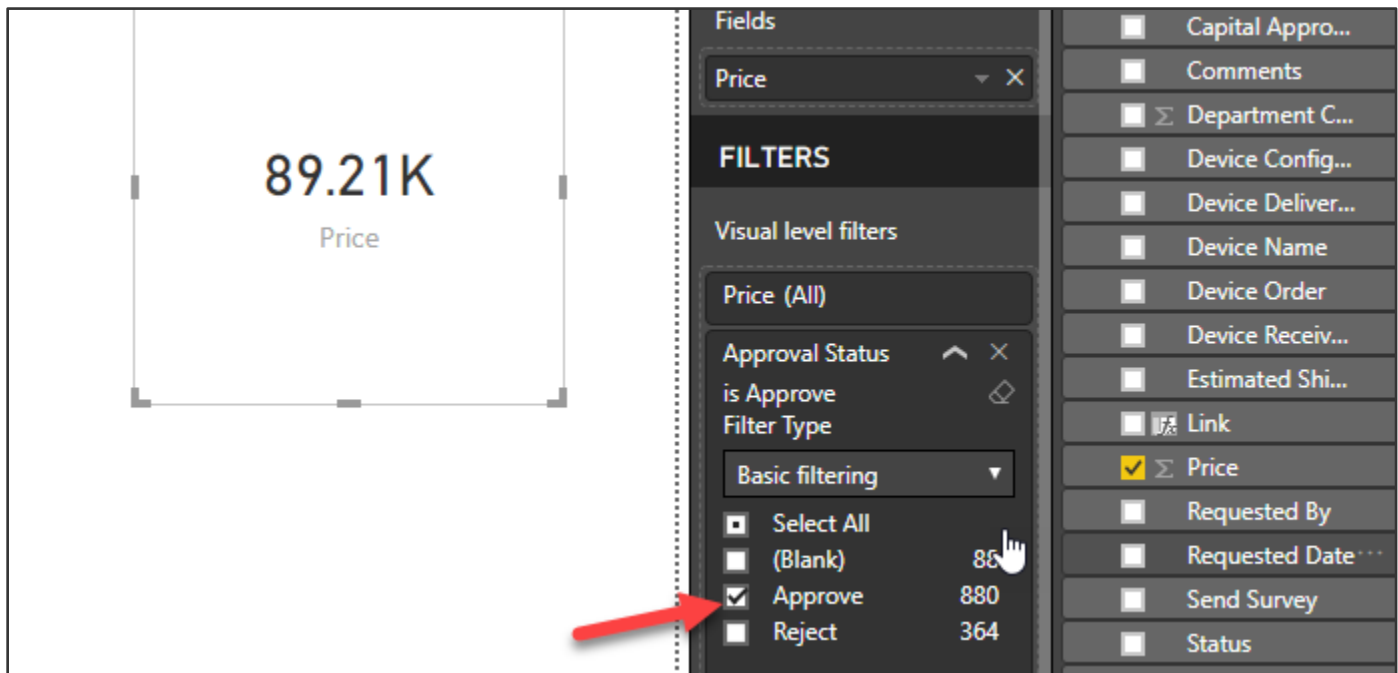 89.21K
Price
Fields
Price
FILTERS
Visual level filters
Price (All)
Approval Status
is Approve
Filter Type
Basic filtering
Select All
(Blank)
Approve 880
Reject 364
Capital Appro...
Comments
Department C...
Device Config...
Device Deliver...
Device Name
Device Order
Device Receiv...
Estimated Shi...
Link
Price
Requested By
Requested Date
Send Survey
Status